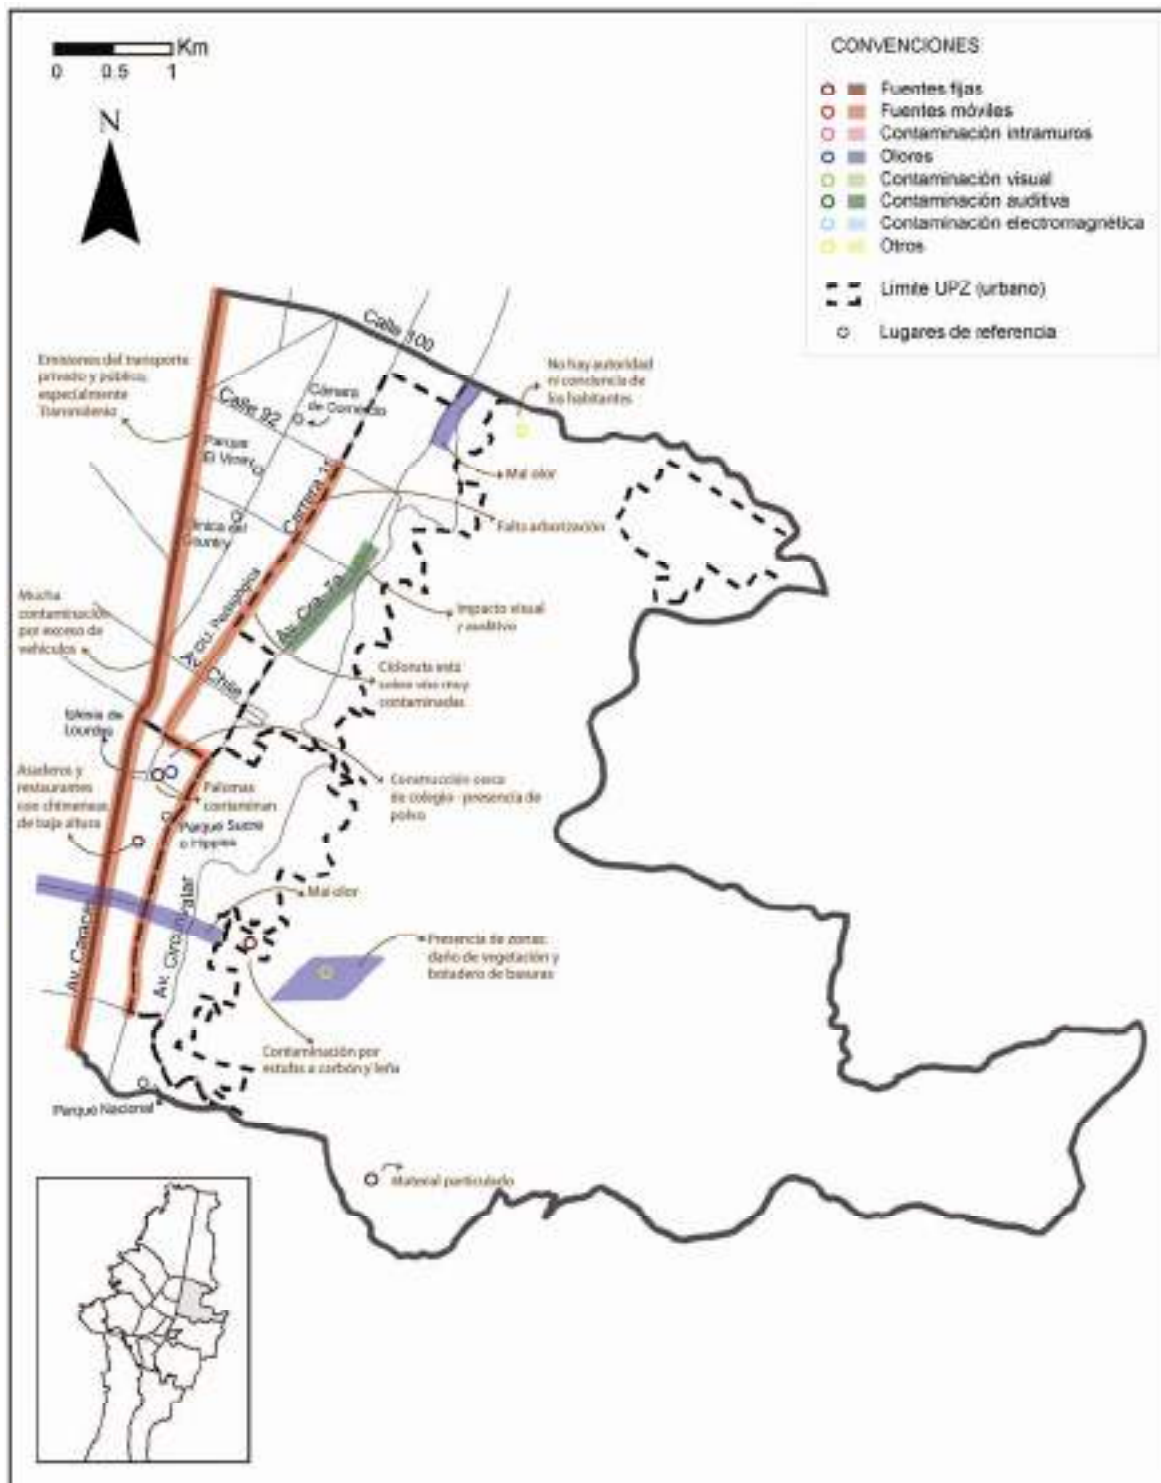 Km
0 0.5 1
N
CONVENCIONES
Fuentes fijas
Fuentes móviles
Contaminación intramuros
Olores
Contaminación visual
Contaminación auditiva
Contaminación electromagnética
Otros
Límite UPZ (urbano)
Lugares de referencia
Calle 100
Emisiones del transporte
privado y público,
especialmente
Transmilenio
No hay autoridad
ni conciencia de
los habitantes
Calle 92
Cámara
de Comercio
Parque
El Virrey
Mal olor
Carrera 15
Falta arborización
Clínica del
Country
Mucha
contaminación
por exceso de
vehículos
Av. Cra. 7a
Impacto visual
y auditivo
U. Pedagógica
Av. Chile
Cicloruta está
sobre vías muy
contaminadas
Iglesia de
Lourdes
Asaderos y
restaurantes
con chimeneas
de baja altura
Palomas
contaminan
Construcción cerca
de colegio - presencia de
polvo
Parque Sucre
o Hippies
Mal olor
Av. Caracas
Av. Circunvalar
Presencia de zorras:
daño de vegetación y
botadero de basuras
Contaminación por
estufas a carbón y leña
Parque Nacional
Material particulado